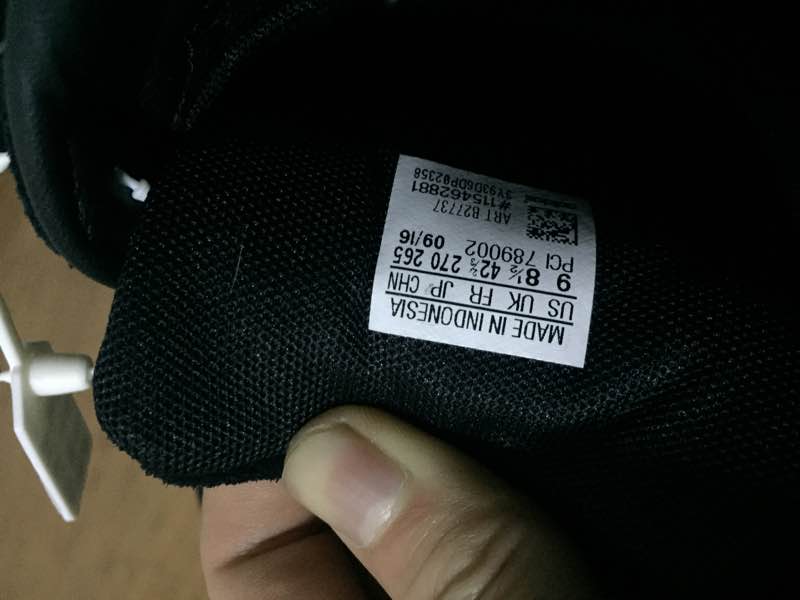 MADE IN INDONESIA
US UK FR JP CHN
9 8½ 42⅔ 270 265
PCI 789002 09/16
ART B27737
#115462881
3Y93D6DP02358